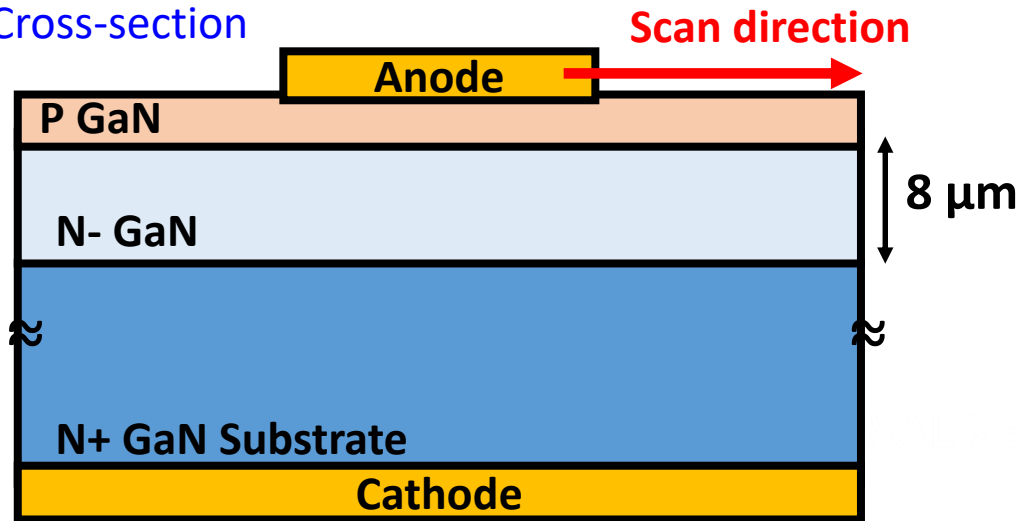 Cross-section
Scan direction
Anode
P GaN
8 µm
N- GaN
N+ GaN Substrate
Cathode